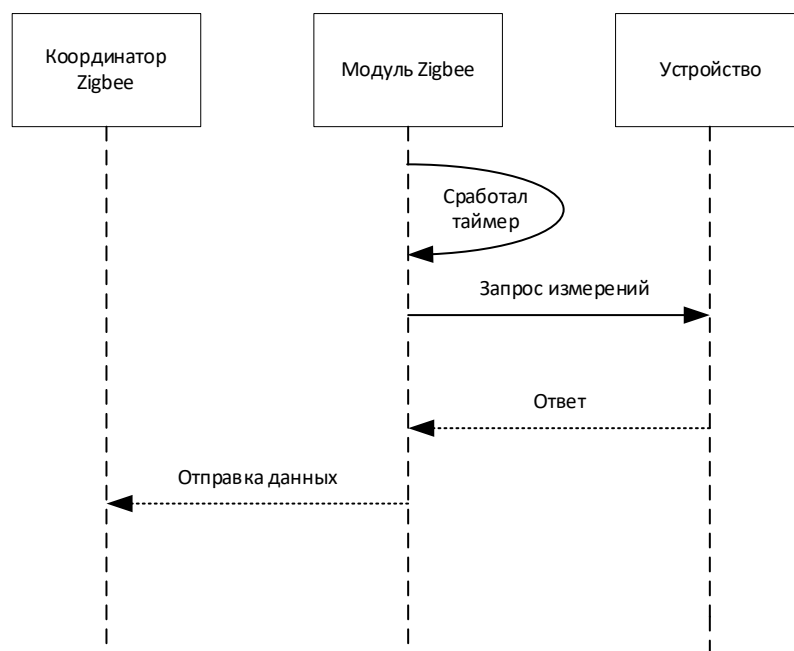 Координатор
Zigbee
Модуль Zigbee
Устройство
Сработал
таймер
Запрос измерений
Ответ
Отправка данных